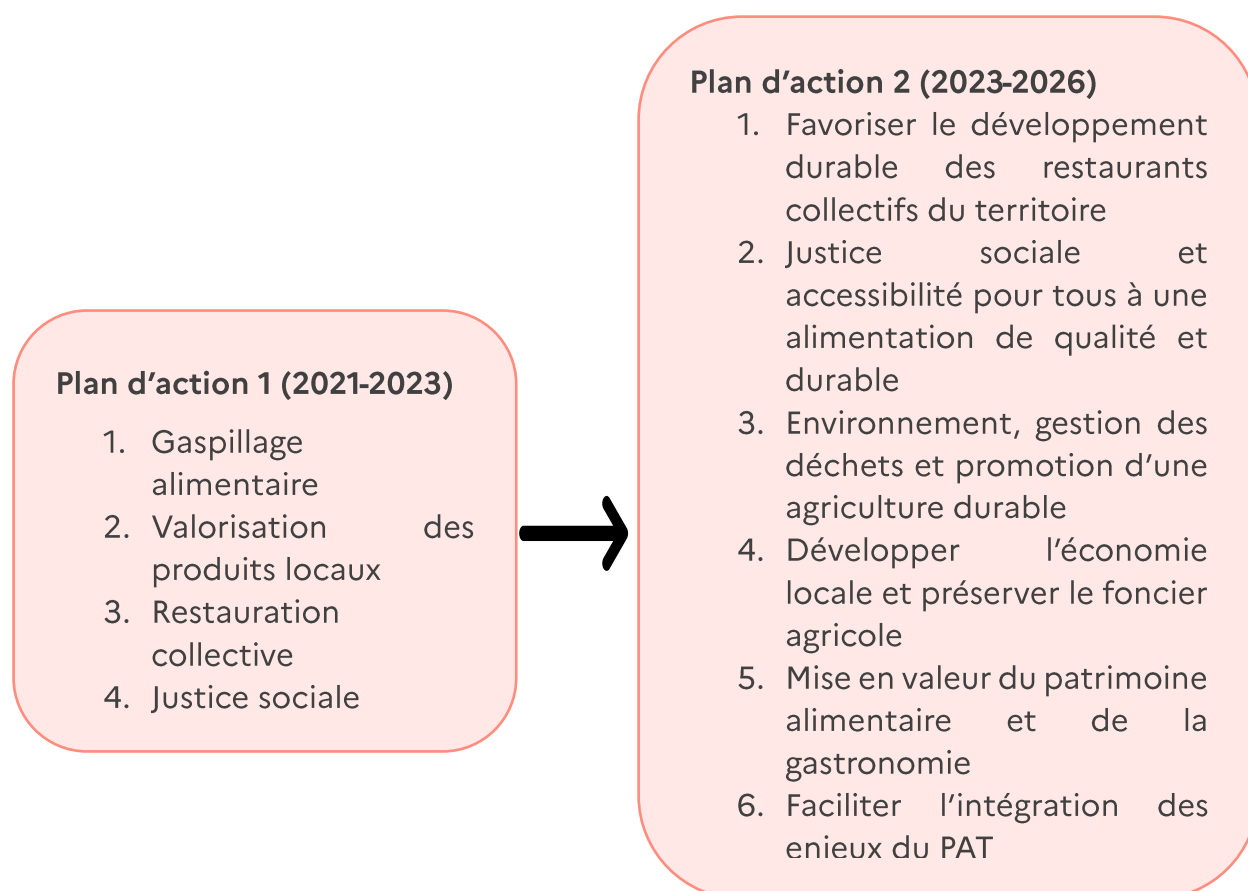 Plan d’action 1 (2021-2023)
1. Gaspillage
alimentaire
2. Valorisation des
produits locaux
3. Restauration
collective
4. Justice sociale
Plan d’action 2 (2023-2026)
1. Favoriser le développement
durable des restaurants
collectifs du territoire
2. Justice sociale et
accessibilité pour tous à une
alimentation de qualité et
durable
3. Environnement, gestion des
déchets et promotion d’une
agriculture durable
4. Développer l’économie
locale et préserver le foncier
agricole
5. Mise en valeur du patrimoine
alimentaire et de la
gastronomie
6. Faciliter l’intégration des
enjeux du PAT